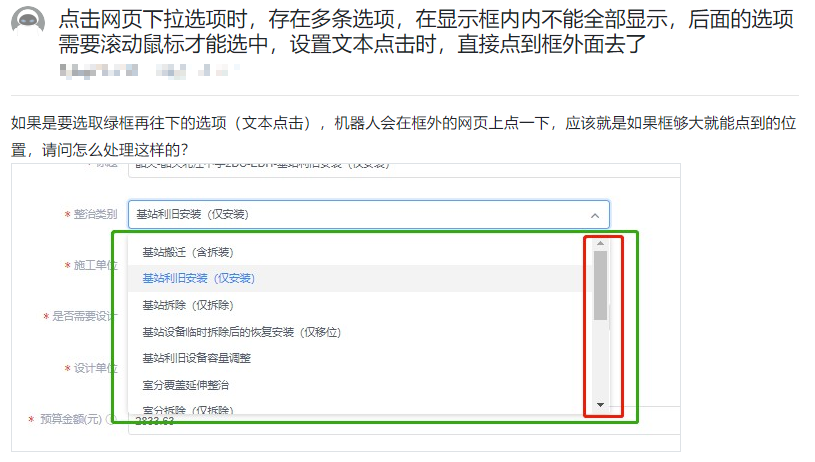 点击网页下拉选项时，存在多条选项，在显示框内内不能全部显示，后面的选项
需要滚动鼠标才能选中，设置文本点击时，直接点到框外面去了
如果是要选取绿框再往下的选项（文本点击），机器人会在框外的网页上点一下，应该就是如果框够大就能点到的位
置，请问怎么处理这样的？
* 整治类别
基站利旧安装（仅安装）
基站搬迁（含拆装）
* 施工单位
基站利旧安装（仅安装）
基站拆除（仅拆除）
* 是否需要设计
基站设备临时拆除后的恢复安装（仅移位）
* 设计单位
基站利旧设备容量调整
室分覆盖延伸整治
室分拆除（仅拆除）
* 预算金额(元)
2833.63